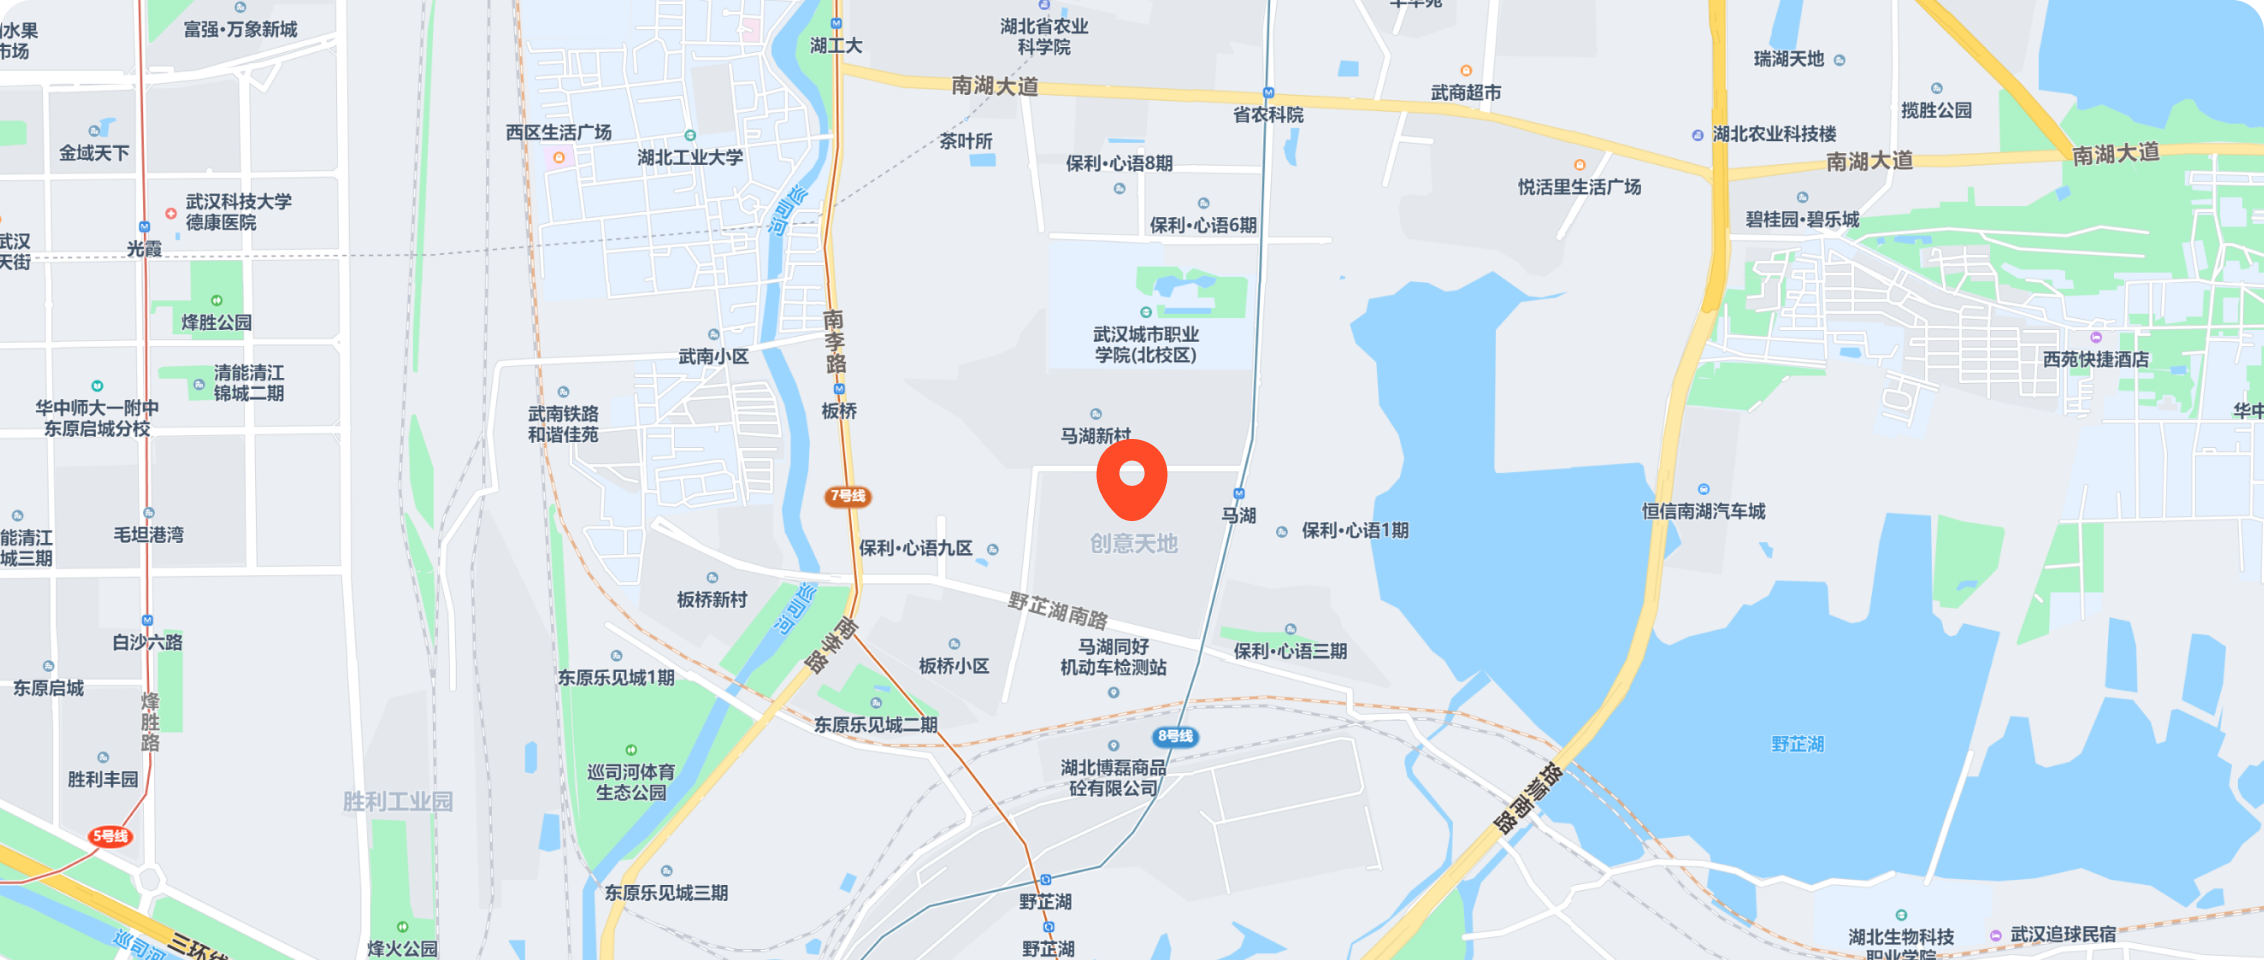 水果
市场
富强·万象新城
湖工大
湖北省农业
科学院
南湖大道
武商超市
省农科院
瑞湖天地
揽胜公园
湖北农业科技楼
南湖大道
南湖大道
金域天下
西区生活广场
湖北工业大学
茶叶所
保利·心语8期
悦活里生活广场
武汉科技大学
德康医院
保利·心语6期
碧桂园·碧乐城
武汉
天街
光霞
巡司河
烽胜公园
南李路
武汉城市职业
学院(北校区)
武南小区
西苑快捷酒店
清能清江
锦城二期
华中师大一附中
东原启城分校
武南铁路
和谐佳苑
板桥
马湖新村
华中
7号线
马湖
恒信南湖汽车城
能清江
城三期
毛坦港湾
保利·心语九区
创意天地
保利·心语1期
板桥新村
巡司河
野芷湖南路
白沙六路
南李路
马湖同好
机动车检测站
保利·心语三期
东原启城
东原乐见城1期
板桥小区
烽胜路
东原乐见城二期
8号线
野芷湖
胜利丰园
巡司河体育
生态公园
湖北博磊商品
砼有限公司
珞狮南路
胜利工业园
5号线
东原乐见城三期
野芷湖
野芷湖
巡司河
三环线
烽火公园
湖北生物科技
职业学院
武汉追球民宿